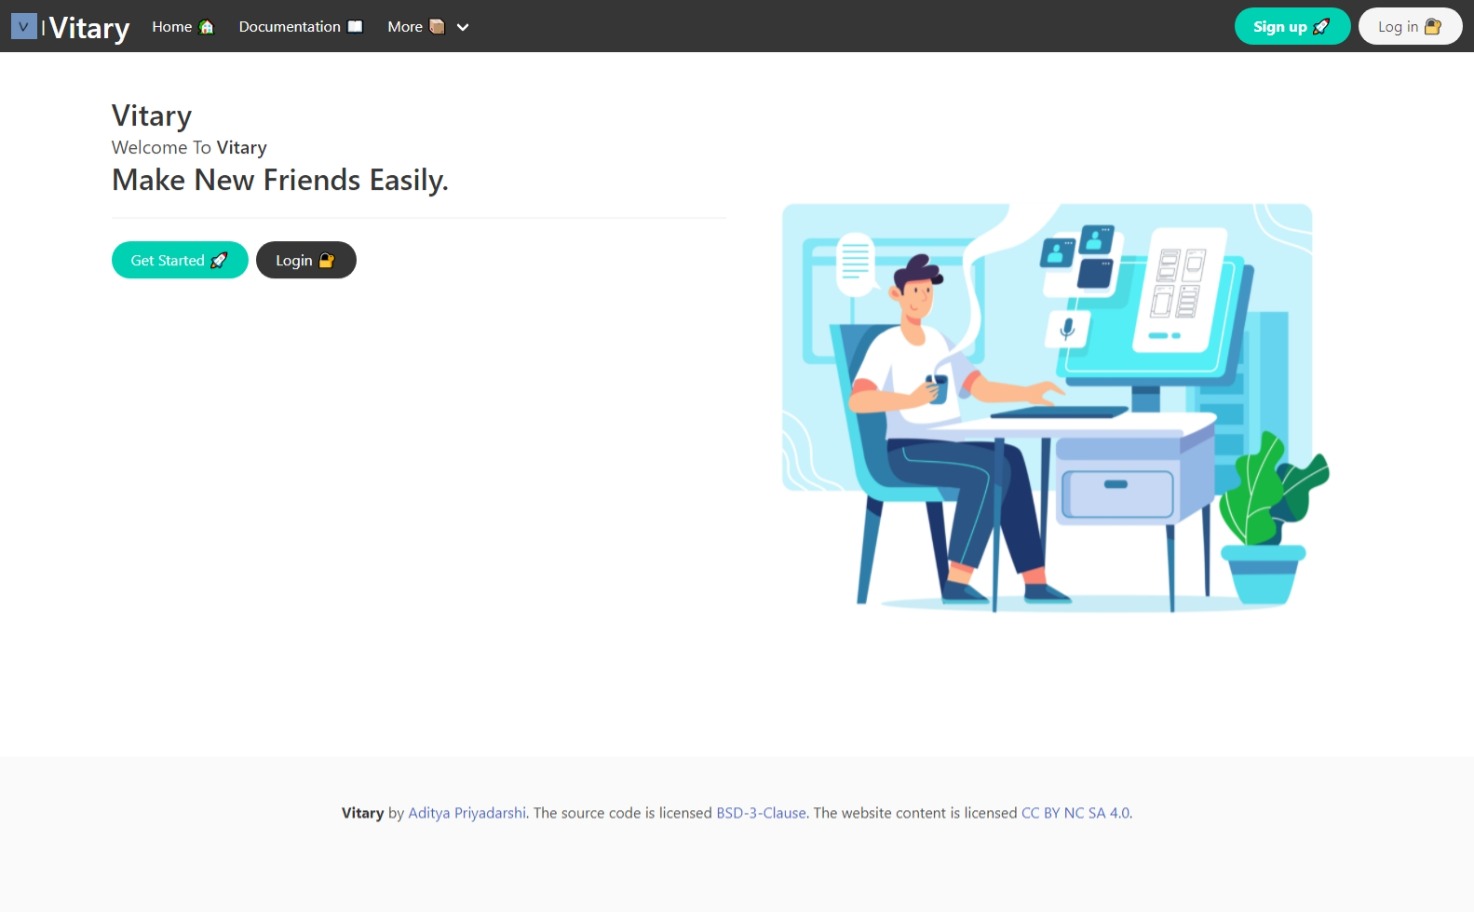 V | Vitary Home Documentation More Sign up Log in
Vitary
Welcome To Vitary
Make New Friends Easily.
Get Started Login
Vitary by Aditya Priyadarshi. The source code is licensed BSD-3-Clause. The website content is licensed CC BY NC SA 4.0.